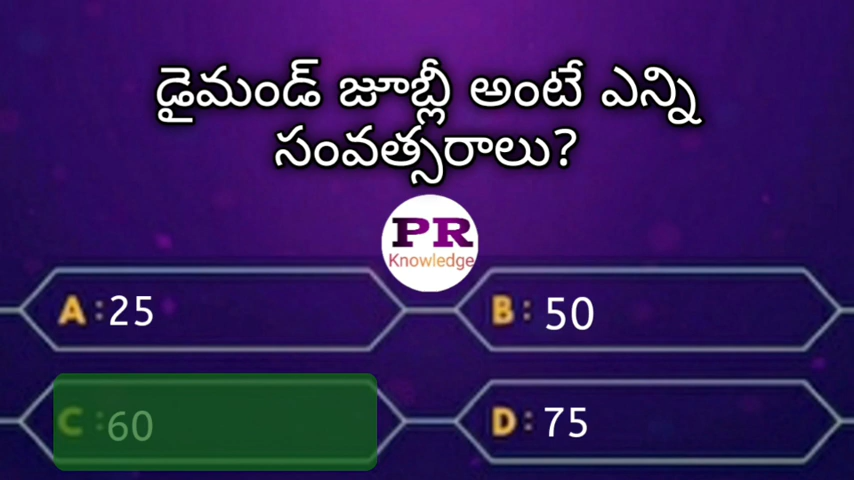 డైమండ్ జూబ్లీ అంటే ఎన్ని
సంవత్సరాలు?
PR
Knowledge
A : 25
B : 50
C : 60
D : 75